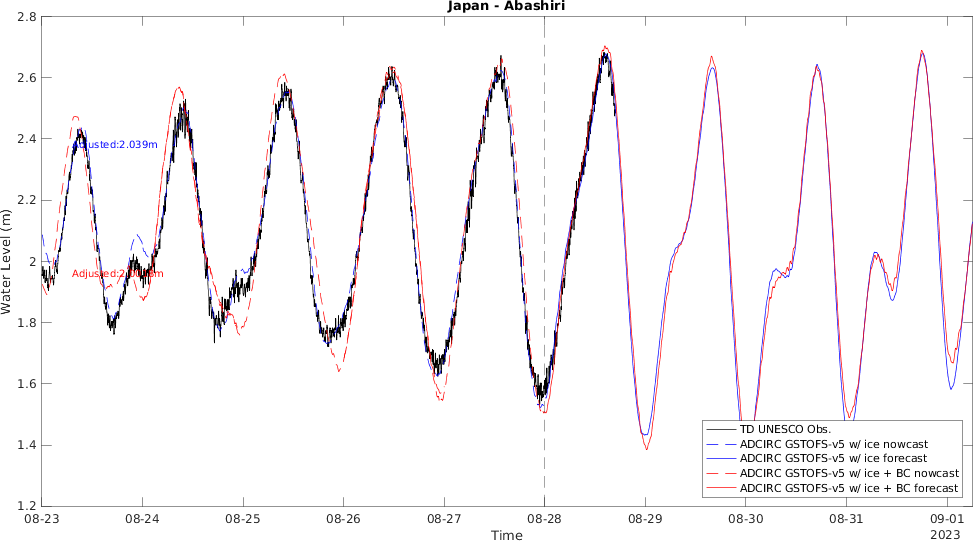 Japan - Abashiri
Water Level (m)
2.8
2.6
2.4
2.2
2
1.8
1.6
1.4
1.2
Adjusted:2.039m
TD UNESCO Obs.
ADCIRC GSTOFS-v5 w/ ice nowcast
ADCIRC GSTOFS-v5 w/ ice forecast
ADCIRC GSTOFS-v5 w/ ice + BC nowcast
ADCIRC GSTOFS-v5 w/ ice + BC forecast
08-23 08-24 08-25 08-26 08-27 08-28 08-29 08-30 08-31 09-01
2023
Time